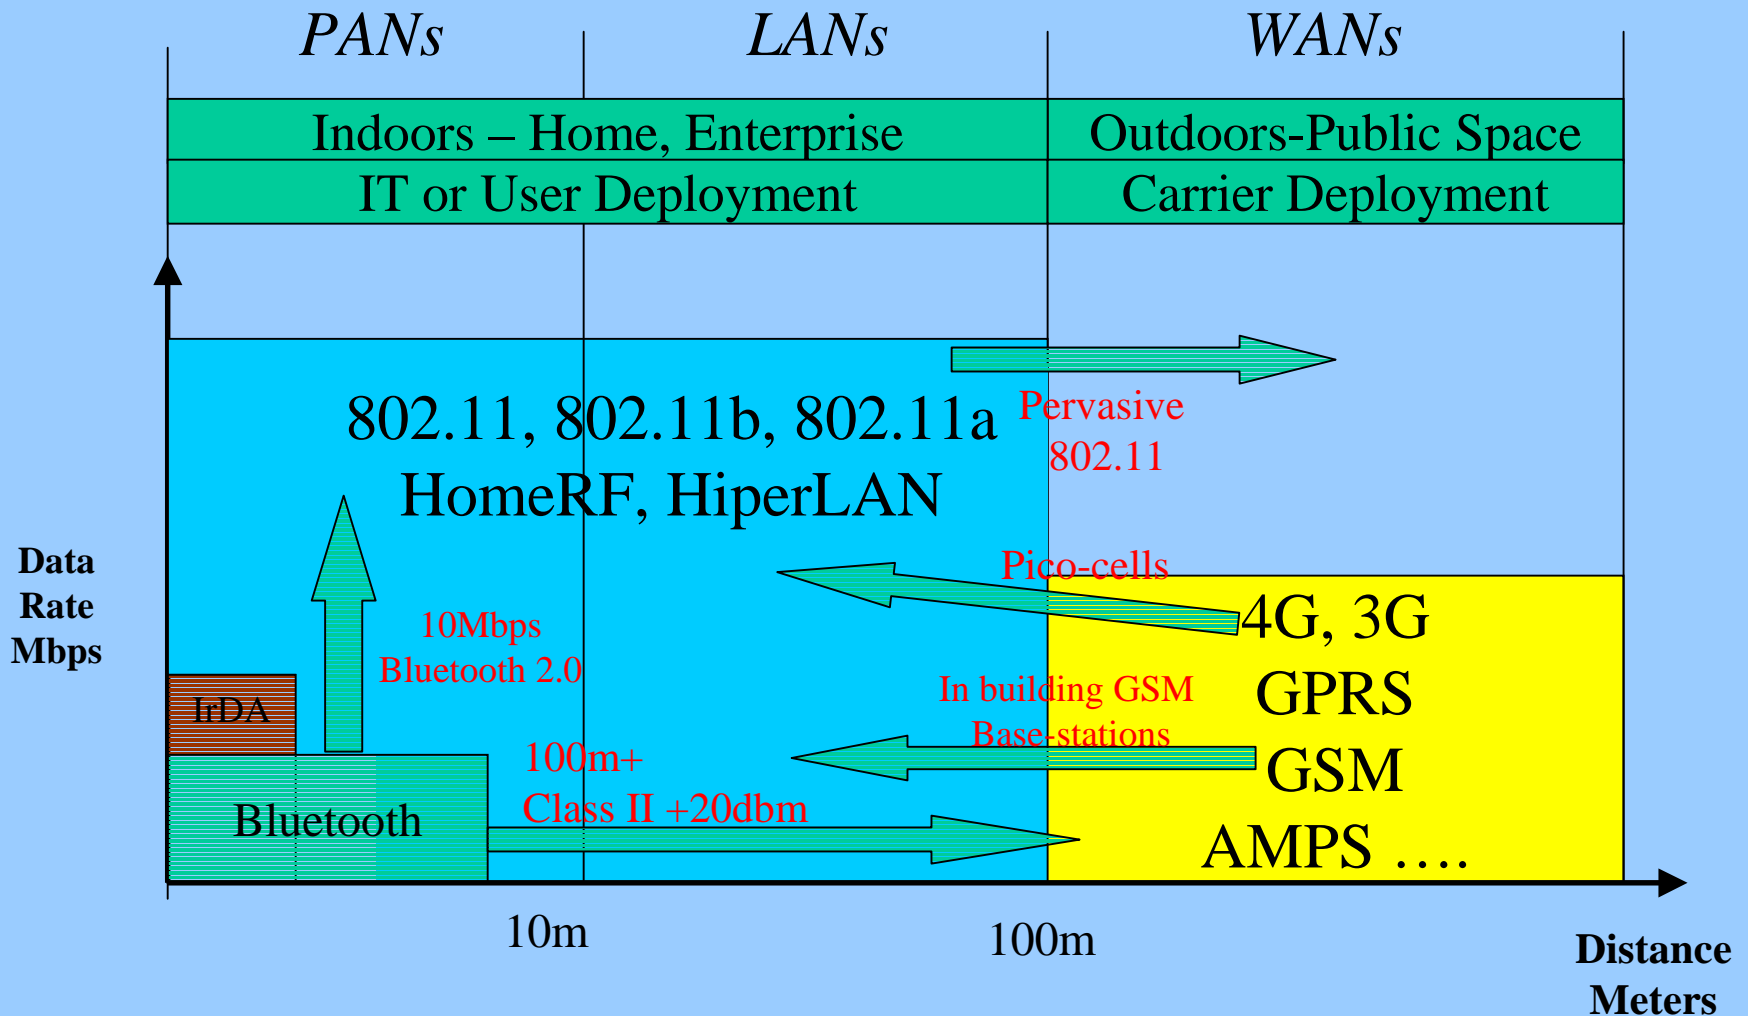 PANs
LANs
WANs
Indoors – Home, Enterprise
Outdoors-Public Space
IT or User Deployment
Carrier Deployment
802.11, 802.11b, 802.11a
HomeRF, HiperLAN
Pervasive
802.11
Data
Rate
Mbps
10Mbps
Bluetooth 2.0
Pico-cells
4G, 3G
GPRS
GSM
AMPS ….
In building GSM
Base-stations
IrDA
Bluetooth
100m+
Class II +20dbm
10m
100m
Distance
Meters